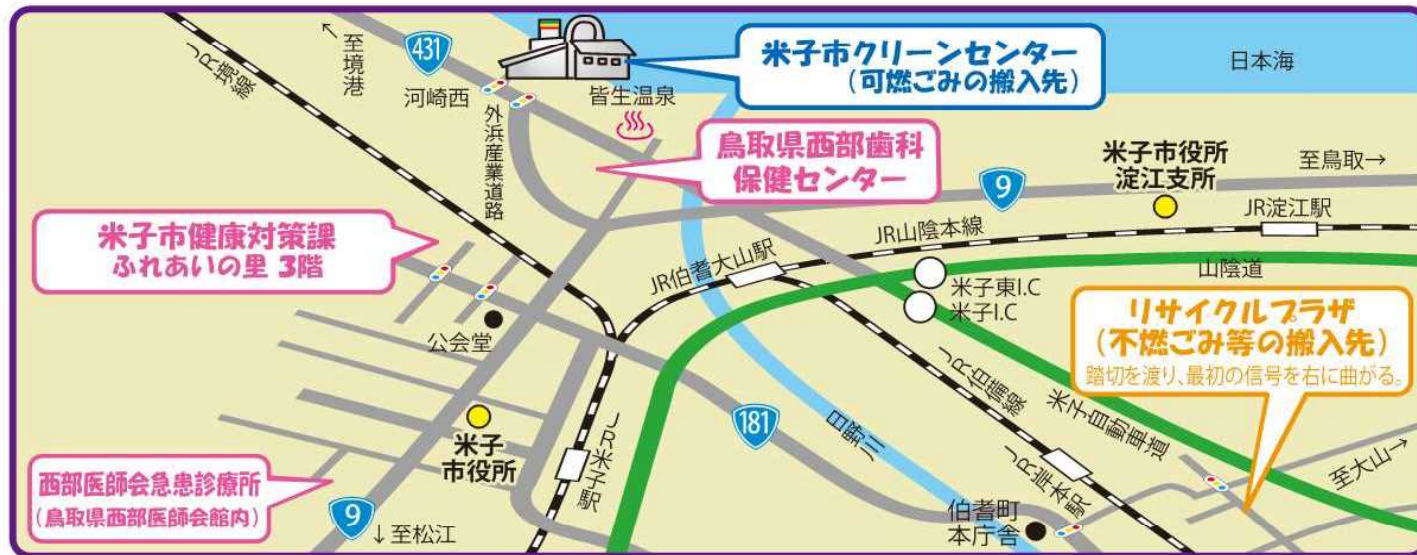 JR境線
↑至境港
431
河崎西
外浜産業道路
皆生温泉
米子市クリーンセンター
(可燃ごみの搬入先)
日本海
鳥取県西部歯科
保健センター
9
米子市役所
淀江支所
至鳥取→
JR淀江駅
JR山陰本線
山陰道
米子市健康対策課
ふれあいの里 3階
JR伯耆大山駅
米子東I.C
米子I.C
リサイクルプラザ
(不燃ごみ等の搬入先)
踏切を渡り、最初の信号を右に曲がる。
公会堂
JR伯備線
米子自動車道
181
日野川
米子
市役所
JR米子駅
JR岸本駅
至大山→
西部医師会急患診療所
(鳥取県西部医師会館内)
9
↓至松江
伯耆町
本庁舎